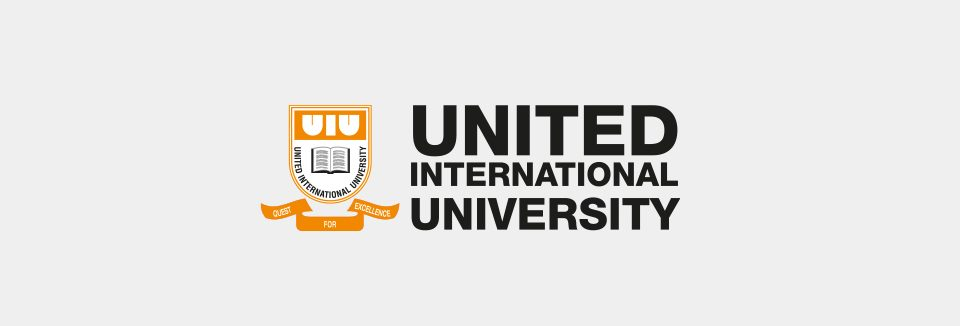 UIU
UNITED INTERNATIONAL UNIVERSITY
QUEST
FOR
EXCELLENCE
UNITED
INTERNATIONAL
UNIVERSITY